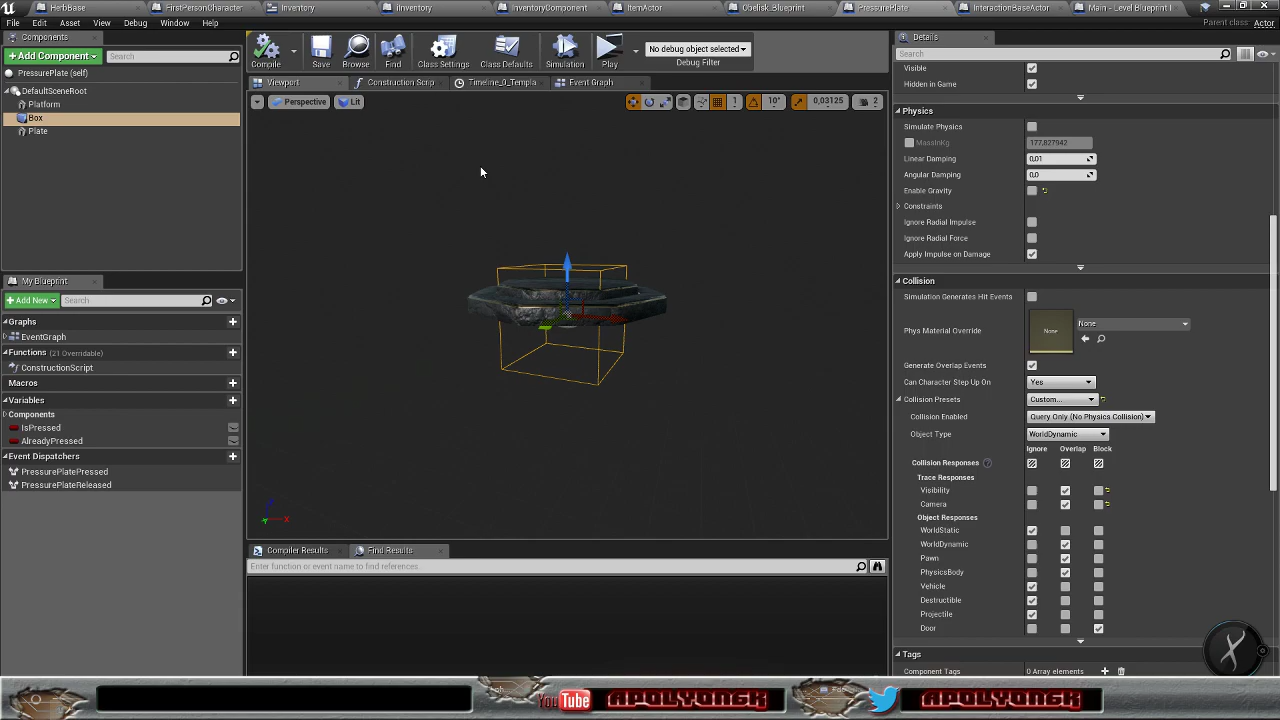 HerbBase
FirstPersonCharacter
Inventory
iInventory
InventoryComponent
ItemActor
Obelisk_Blueprint
PressurePlate
InteractionBaseActor
Main - Level Blueprint
File Edit Asset View Debug Window Help
Parent class: Actor
Components
+Add Component
Search
PressurePlate (self)
DefaultSceneRoot
Platform
Box
Plate
My Blueprint
+Add New
Search
Graphs
EventGraph
Functions (21 Overridable)
ConstructionScript
Macros
Variables
Components
IsPressed
AlreadyPressed
Event Dispatchers
PressurePlatePressed
PressurePlateReleased
Compile
Save
Browse
Find
Class Settings
Class Defaults
Simulation
Play
No debug object selected
Debug Filter
Viewport
Construction Scrip
Timeline_0_Templa
Event Graph
Perspective
Lit
1
10°
0,03125
2
X
Compiler Results
Find Results
Enter function or event name to find references.
Details
Search
Visible
Hidden in Game
Physics
Simulate Physics
MassInKg
177,827942
Linear Damping
0,01
Angular Damping
0,0
Enable Gravity
Constraints
Ignore Radial Impulse
Ignore Radial Force
Apply Impulse on Damage
Collision
Simulation Generates Hit Events
Phys Material Override
None
None
Generate Overlap Events
Can Character Step Up On
Yes
Collision Presets
Custom...
Collision Enabled
Query Only (No Physics Collision)
Object Type
WorldDynamic
Ignore Overlap Block
Collision Responses
Trace Responses
Visibility
Camera
Object Responses
WorldStatic
WorldDynamic
Pawn
PhysicsBody
Vehicle
Destructible
Projectile
Door
Tags
Component Tags
0 Array elements
YouTube
APOLYONGK
APOLYONGK